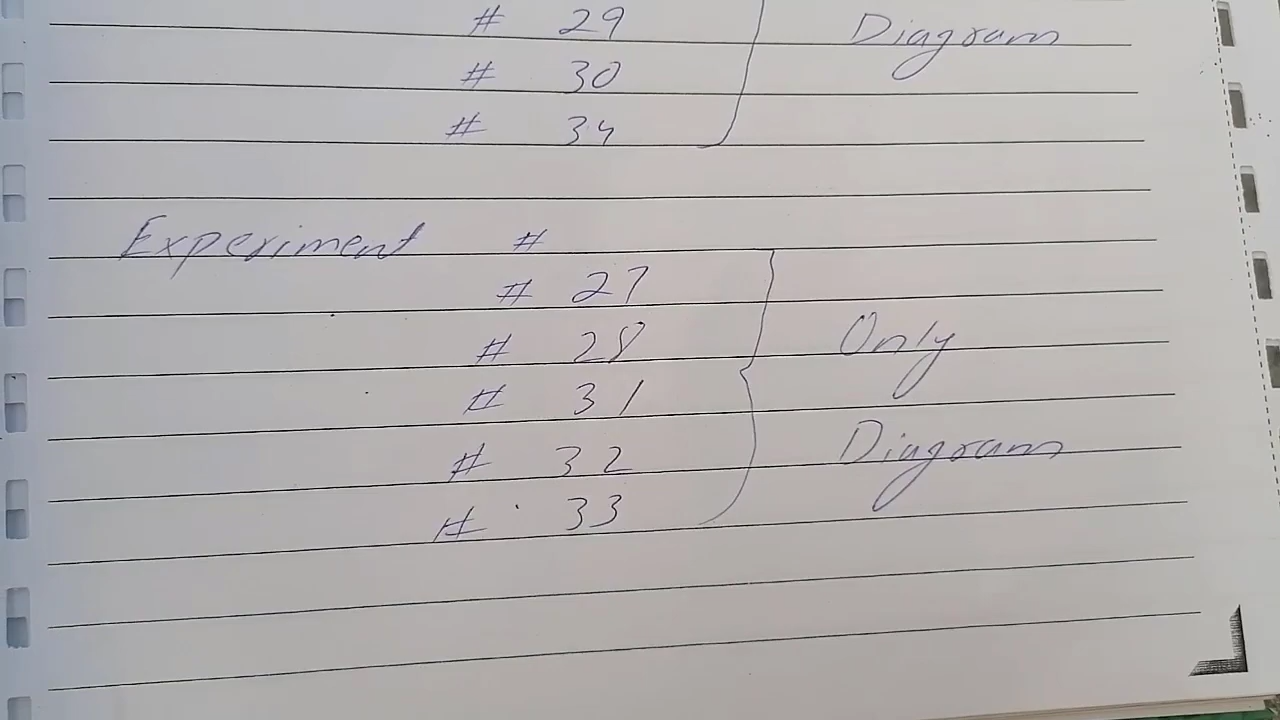 # 29 Diagram
# 30
# 34
Experiment #
# 27
# 28 Only
# 31
# 32 Diagram
# 33